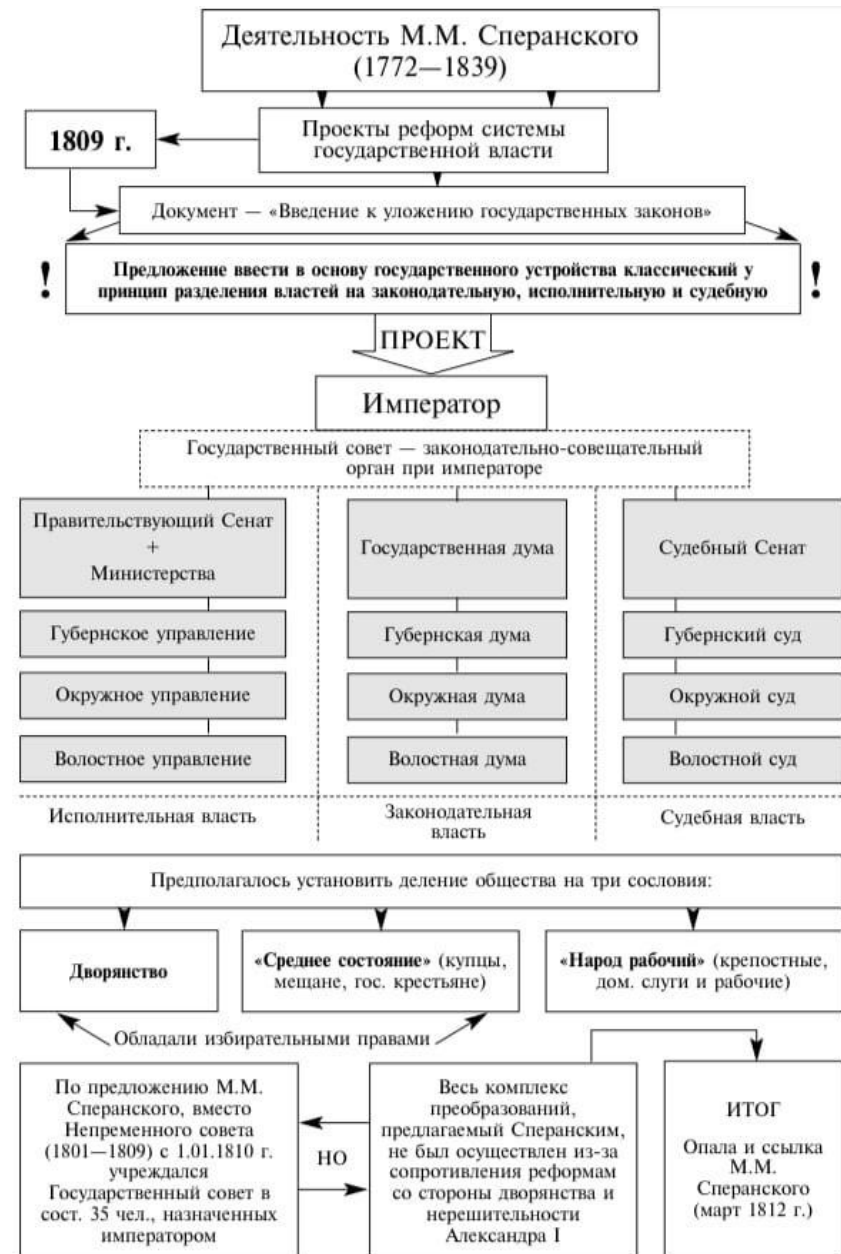 Деятельность М.М. Сперанского
(1772—1839)
1809 г.
Проекты реформ системы
государственной власти
Документ — «Введение к уложению государственных законов»
!
Предложение ввести в основу государственного устройства классический у
принцип разделения властей на законодательную, исполнительную и судебную
!
ПРОЕКТ
Император
Государственный совет — законодательно-совещательный
орган при императоре
Правительствующий Сенат
+
Министерства
Государственная дума
Судебный Сенат
Губернское управление
Губернская дума
Губернский суд
Окружное управление
Окружная дума
Окружной суд
Волостное управление
Волостная дума
Волостной суд
Исполнительная власть
Законодательная
власть
Судебная власть
Предполагалось установить деление общества на три сословия:
Дворянство
«Среднее состояние» (купцы,
мещане, гос. крестьяне)
«Народ рабочий» (крепостные,
дом. слуги и рабочие)
Обладали избирательными правами
По предложению М.М.
Сперанского, вместо
Непременного совета
(1801—1809) с 1.01.1810 г.
учреждался
Государственный совет в
сост. 35 чел., назначенных
императором
НО
Весь комплекс
преобразований,
предлагаемый Сперанским,
не был осуществлен из-за
сопротивления реформам
со стороны дворянства и
нерешительности
Александра I
ИТОГ
Опала и ссылка
М.М.
Сперанского
(март 1812 г.)